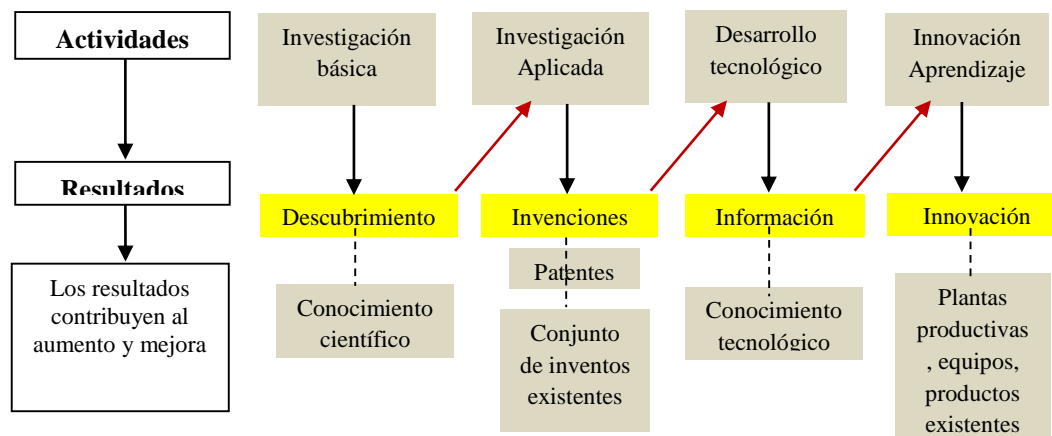 Actividades
Investigación
básica
Investigación
Aplicada
Desarrollo
tecnológico
Innovación
Aprendizaje
Resultados
Descubrimiento
Invenciones
Información
Innovación
Los resultados
contribuyen al
aumento y mejora
Conocimiento
científico
Patentes
Conjunto
de inventos
existentes
Conocimiento
tecnológico
Plantas
productivas
, equipos,
productos
existentes